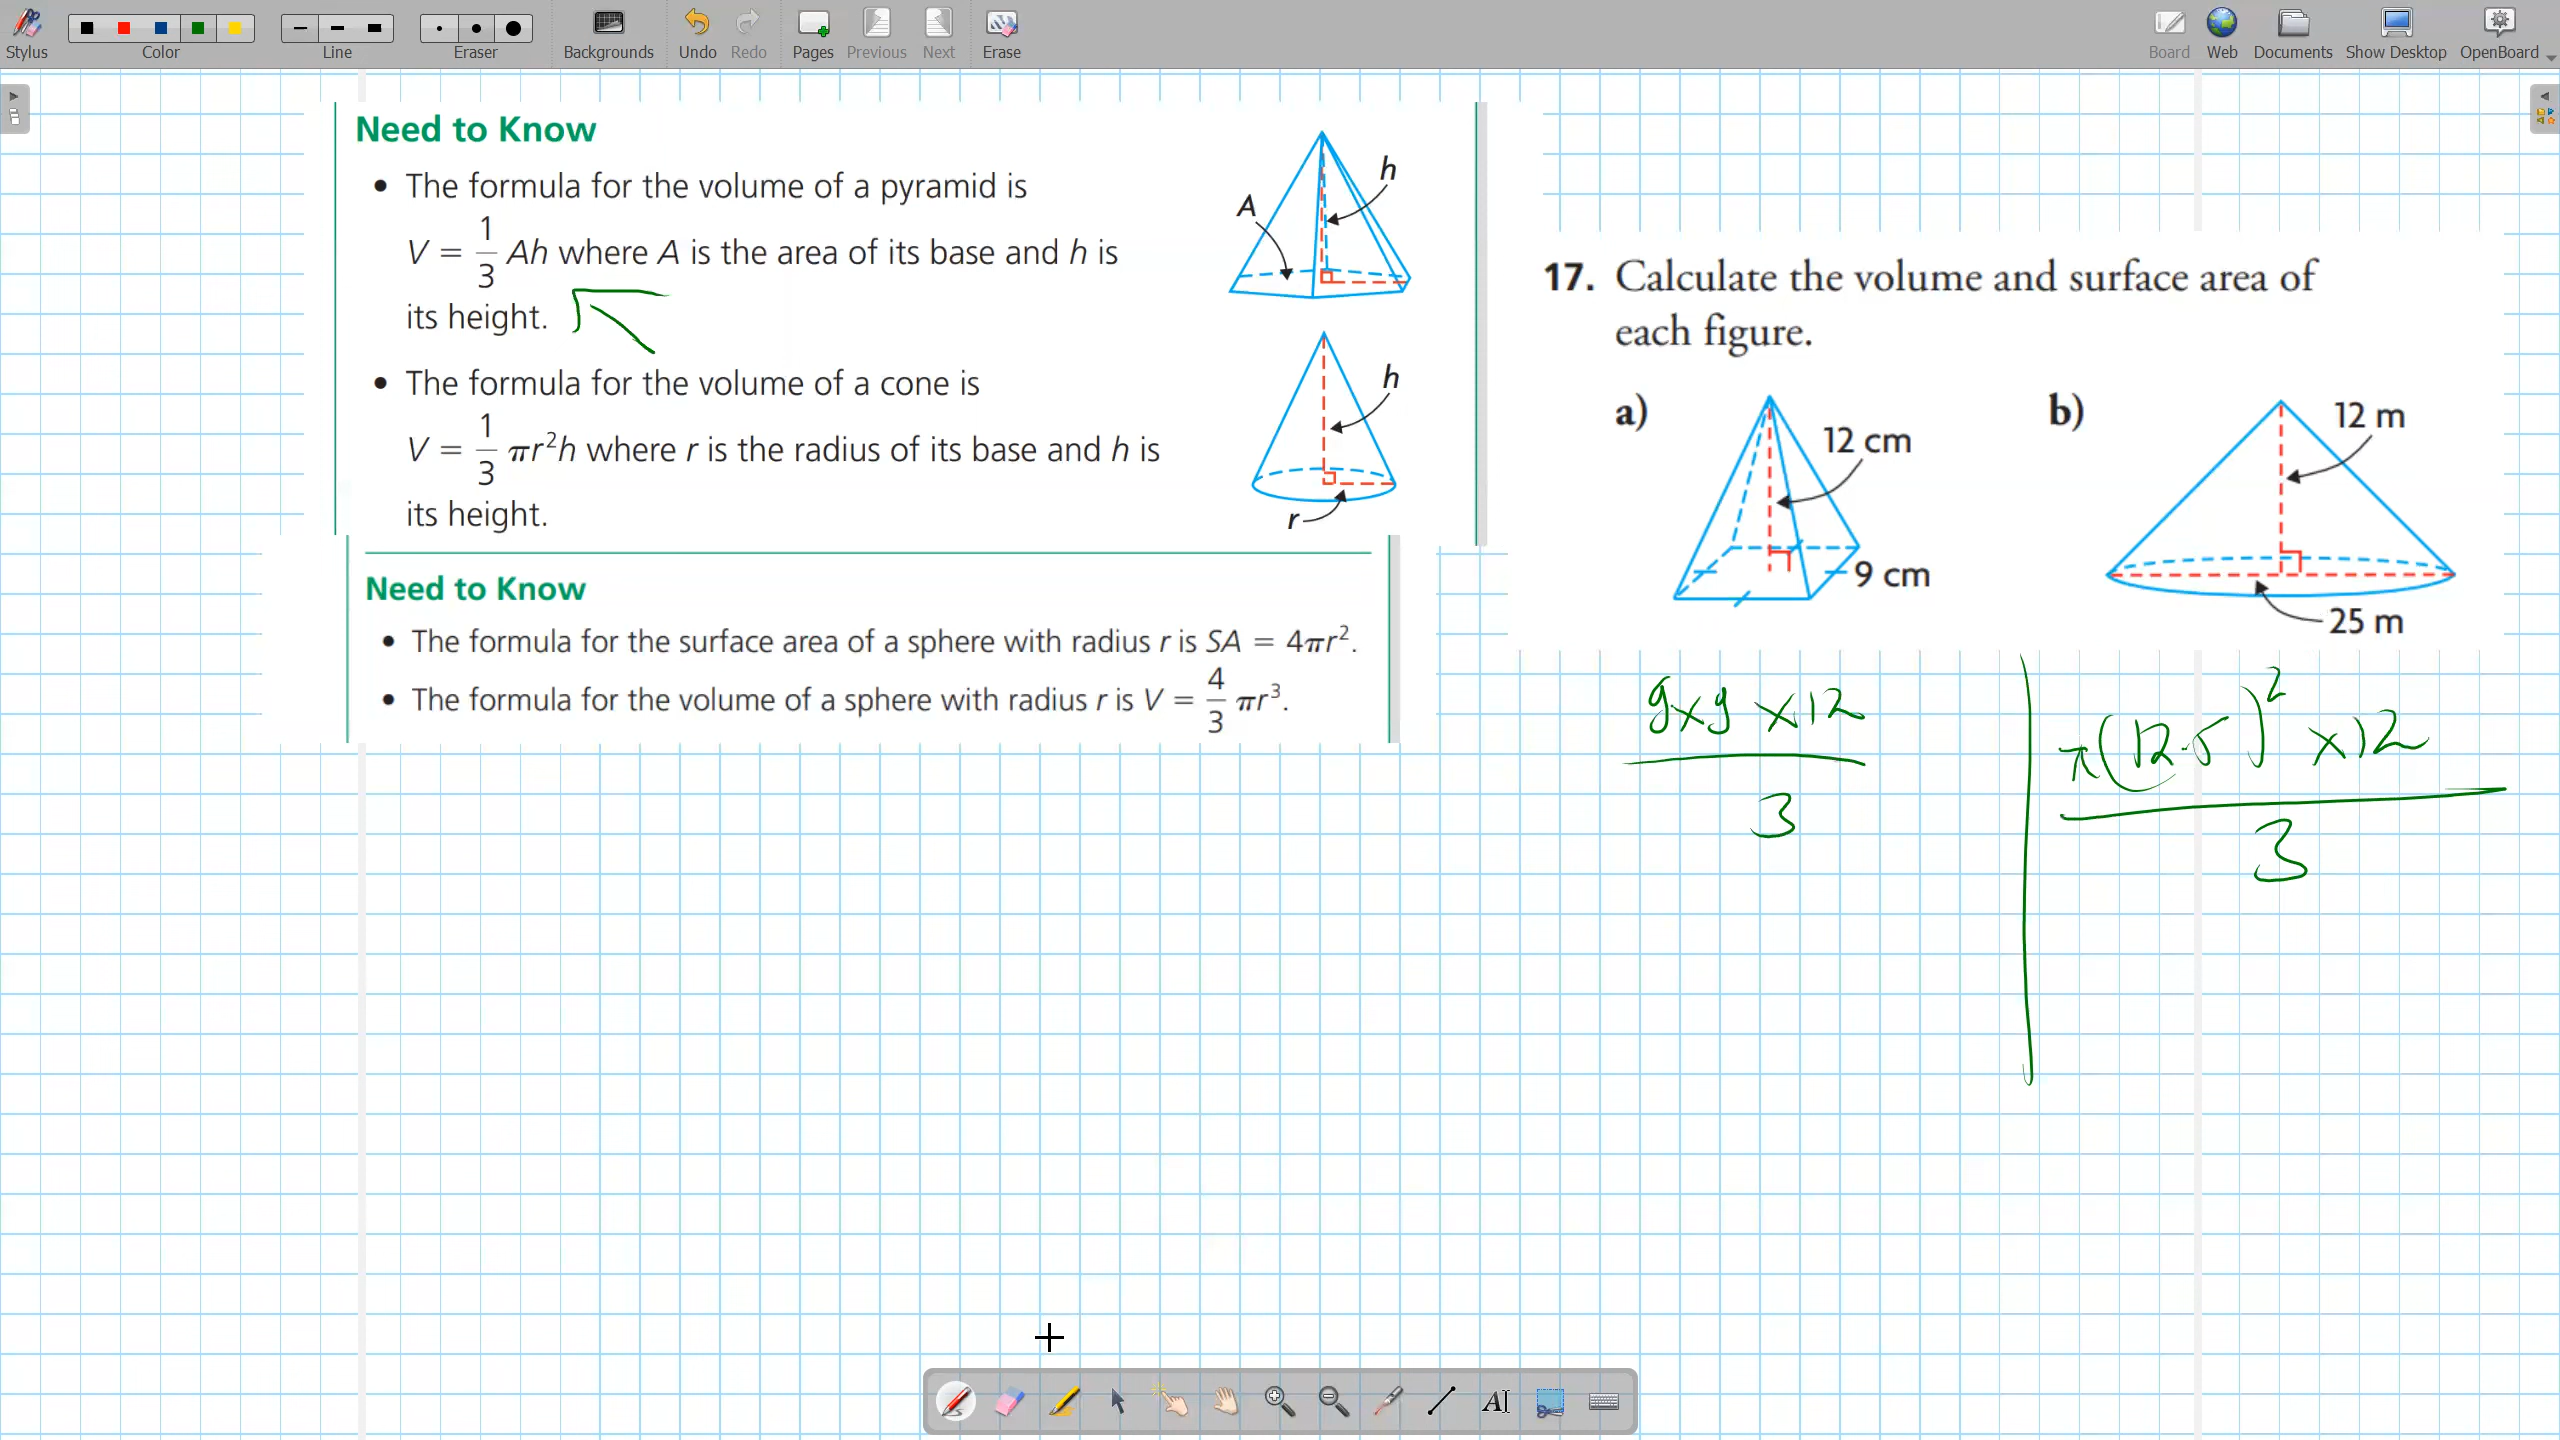 Stylus
Color
Line
Eraser
Backgrounds
Undo
Redo
Pages
Previous
Next
Erase
Board
Web
Documents
Show Desktop
OpenBoard
Need to Know
• The formula for the volume of a pyramid is
V = 1/3 Ah where A is the area of its base and h is
its height.
A
h
• The formula for the volume of a cone is
V = 1/3 πr²h where r is the radius of its base and h is
its height.
h
r
Need to Know
• The formula for the surface area of a sphere with radius r is SA = 4πr².
• The formula for the volume of a sphere with radius r is V = 4/3 πr³.
17. Calculate the volume and surface area of
each figure.
a)
12 cm
9 cm
b)
12 m
25 m
9×9 ×12
3
π(12.5)² ×12
3